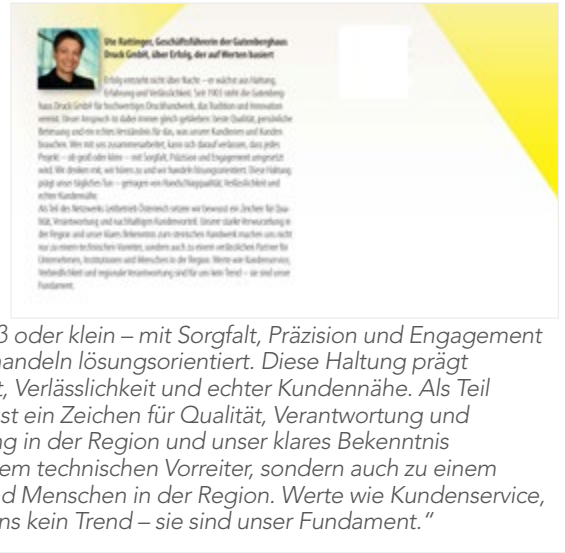 Ute Rattinger, Geschäftsführerin der Gutenberghaus
Druck GmbH, über Erfolg, der auf Werten basiert
Erfolg entsteht nicht über Nacht – er wächst aus Haltung,
Erfahrung und Verlässlichkeit. Seit 1903 steht die Gutenberg-
haus Druck GmbH für hochwertiges Druckhandwerk, das Tradition und Innovation
vereint. Unser Anspruch ist dabei immer gleich geblieben: beste Qualität, persönliche
Betreuung und ein echtes Verständnis für das, was unsere Kundinnen und Kunden
brauchen. Wer mit uns zusammenarbeitet, kann sich darauf verlassen, dass jedes
Projekt – ob groß oder klein – mit Sorgfalt, Präzision und Engagement umgesetzt
wird. Wir denken mit, wir hören zu und wir handeln lösungsorientiert. Diese Haltung
prägt unser tägliches Tun – getragen von Handschlagqualität, Verlässlichkeit und
echter Kundennähe.
Als Teil des Netzwerks Leitbetrieb Österreich setzen wir bewusst ein Zeichen für Qua-
lität, Verantwortung und nachhaltigen Kundenvorteil. Unsere starke Verwurzelung in
der Region und unser klares Bekenntnis zum steirischen Handwerk machen uns nicht
nur zu einem technischen Vorreiter, sondern auch zu einem verlässlichen Partner für
Unternehmen, Institutionen und Menschen in der Region. Werte wie Kundenservice,
Verbindlichkeit und regionale Verantwortung sind für uns kein Trend – sie sind unser
Fundament.
ß oder klein – mit Sorgfalt, Präzision und Engagement
handeln lösungsorientiert. Diese Haltung prägt
t, Verlässlichkeit und echter Kundennähe. Als Teil
st ein Zeichen für Qualität, Verantwortung und
ng in der Region und unser klares Bekenntnis
em technischen Vorreiter, sondern auch zu einem
nd Menschen in der Region. Werte wie Kundenservice,
ns kein Trend – sie sind unser Fundament."